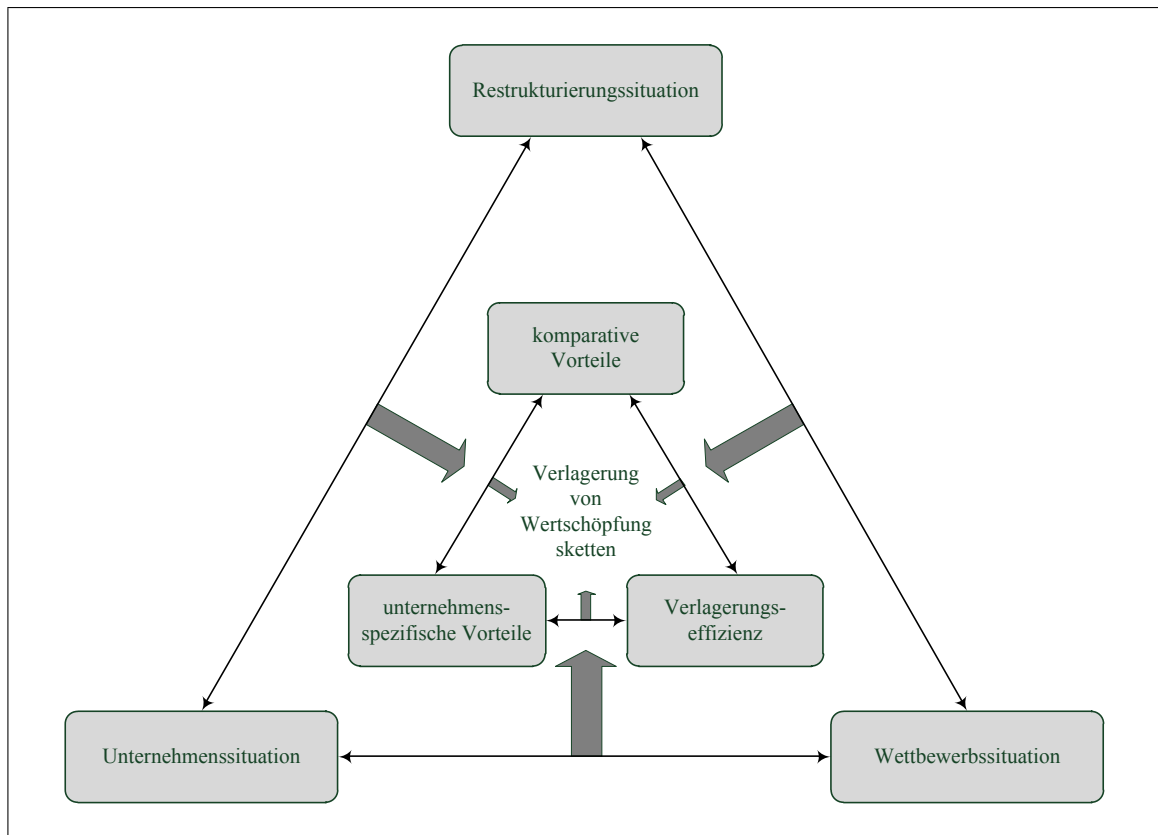 Restrukturierungssituation
komparative
Vorteile
Verlagerung
von
Wertschöpfung
sketten
unternehmens-
spezifische Vorteile
Verlagerungs-
effizienz
Unternehmenssituation
Wettbewerbssituation